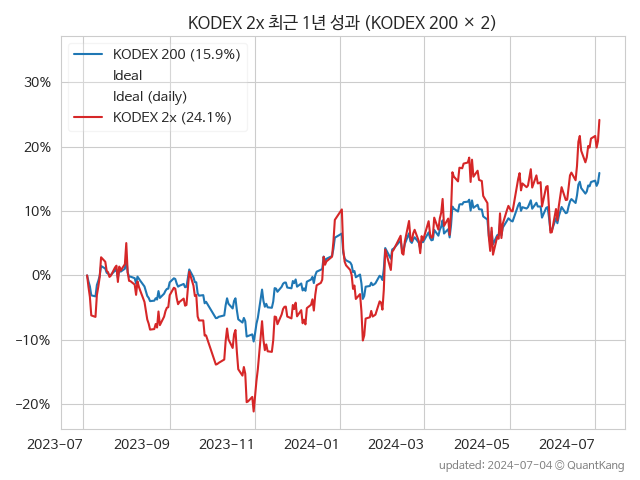 KODEX 2x 최근 1년 성과 (KODEX 200 × 2)
KODEX 200 (15.9%)
Ideal
Ideal (daily)
KODEX 2x (24.1%)
30%
20%
10%
0%
−10%
−20%
2023-07
2023-09
2023-11
2024-01
2024-03
2024-05
2024-07
updated: 2024-07-04 © QuantKang